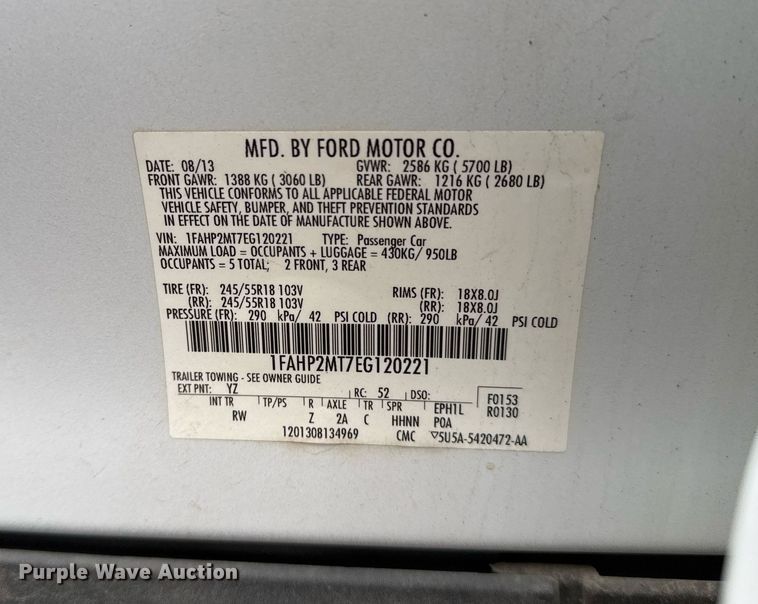 MFD. BY FORD MOTOR CO.
DATE: 08/13 GVWR: 2586 KG ( 5700 LB)
FRONT GAWR: 1388 KG ( 3060 LB) REAR GAWR: 1216 KG ( 2680 LB)
THIS VEHICLE CONFORMS TO ALL APPLICABLE FEDERAL MOTOR
VEHICLE SAFETY, BUMPER, AND THEFT PREVENTION STANDARDS
IN EFFECT ON THE DATE OF MANUFACTURE SHOWN ABOVE.
VIN: 1FAHP2MT7EG120221 TYPE: Passenger Car
MAXIMUM LOAD = OCCUPANTS + LUGGAGE = 430KG/ 950LB
OCCUPANTS = 5 TOTAL; 2 FRONT, 3 REAR
TIRE (FR): 245/55R18 103V RIMS (FR): 18X8.0J
(RR): 245/55R18 103V (RR): 18X8.0J
PRESSURE (FR): 290 kPa/ 42 PSI COLD (RR): 290 kPa/ 42 PSI COLD
1FAHP2MT7EG120221
TRAILER TOWING - SEE OWNER GUIDE
EXT PNT: YZ RC: 52 DSO: F0153
INT TR TP/PS R AXLE TR SPR EPH1L R0130
RW Z 2A C HHNN POA
1201308134969 CMC ▽5U5A-5420472-AA
Purple Wave Auction